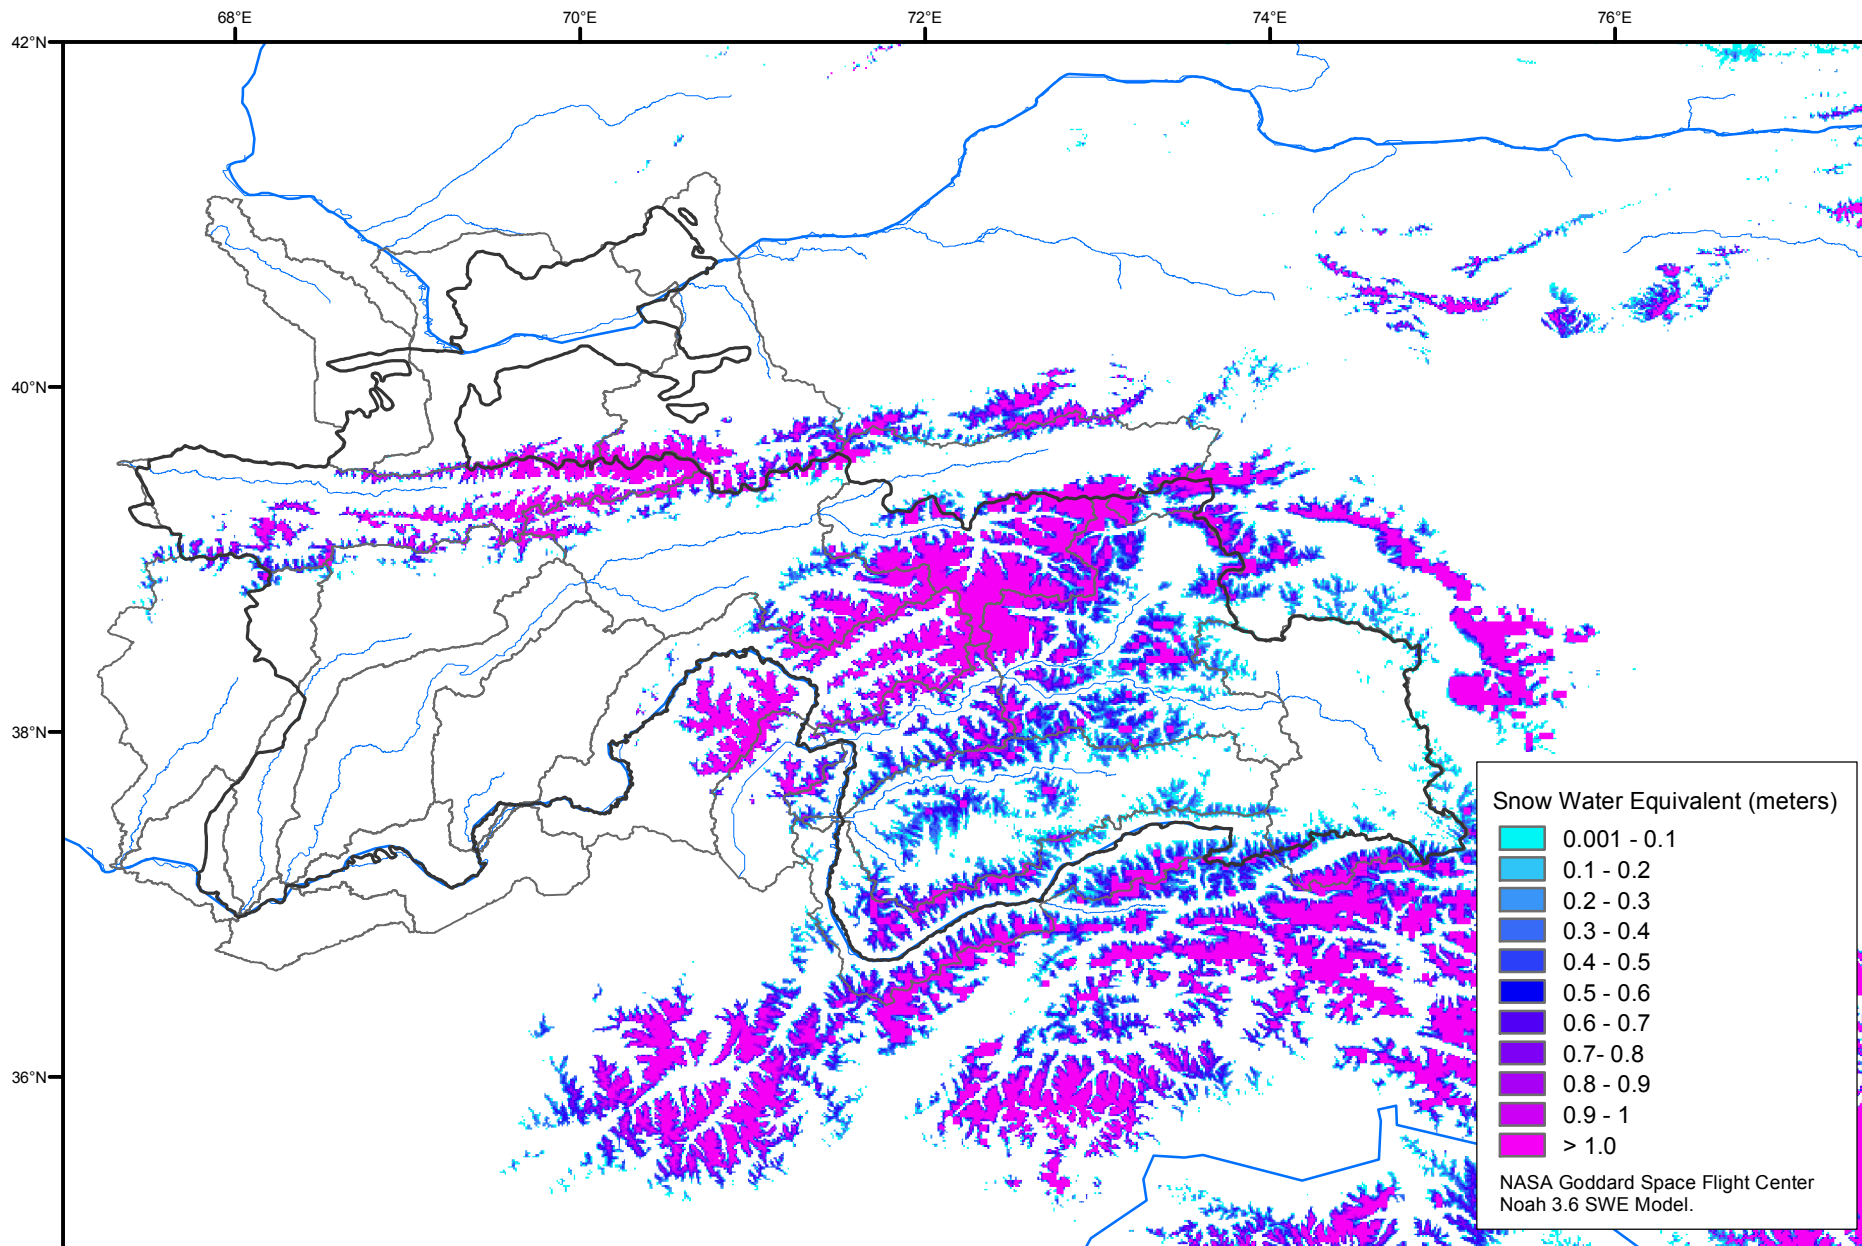 68°E 70°E 72°E 74°E 76°E
42°N
40°N
38°N
36°N
Snow Water Equivalent (meters)
0.001 - 0.1
0.1 - 0.2
0.2 - 0.3
0.3 - 0.4
0.4 - 0.5
0.5 - 0.6
0.6 - 0.7
0.7- 0.8
0.8 - 0.9
0.9 - 1
> 1.0
NASA Goddard Space Flight Center
Noah 3.6 SWE Model.